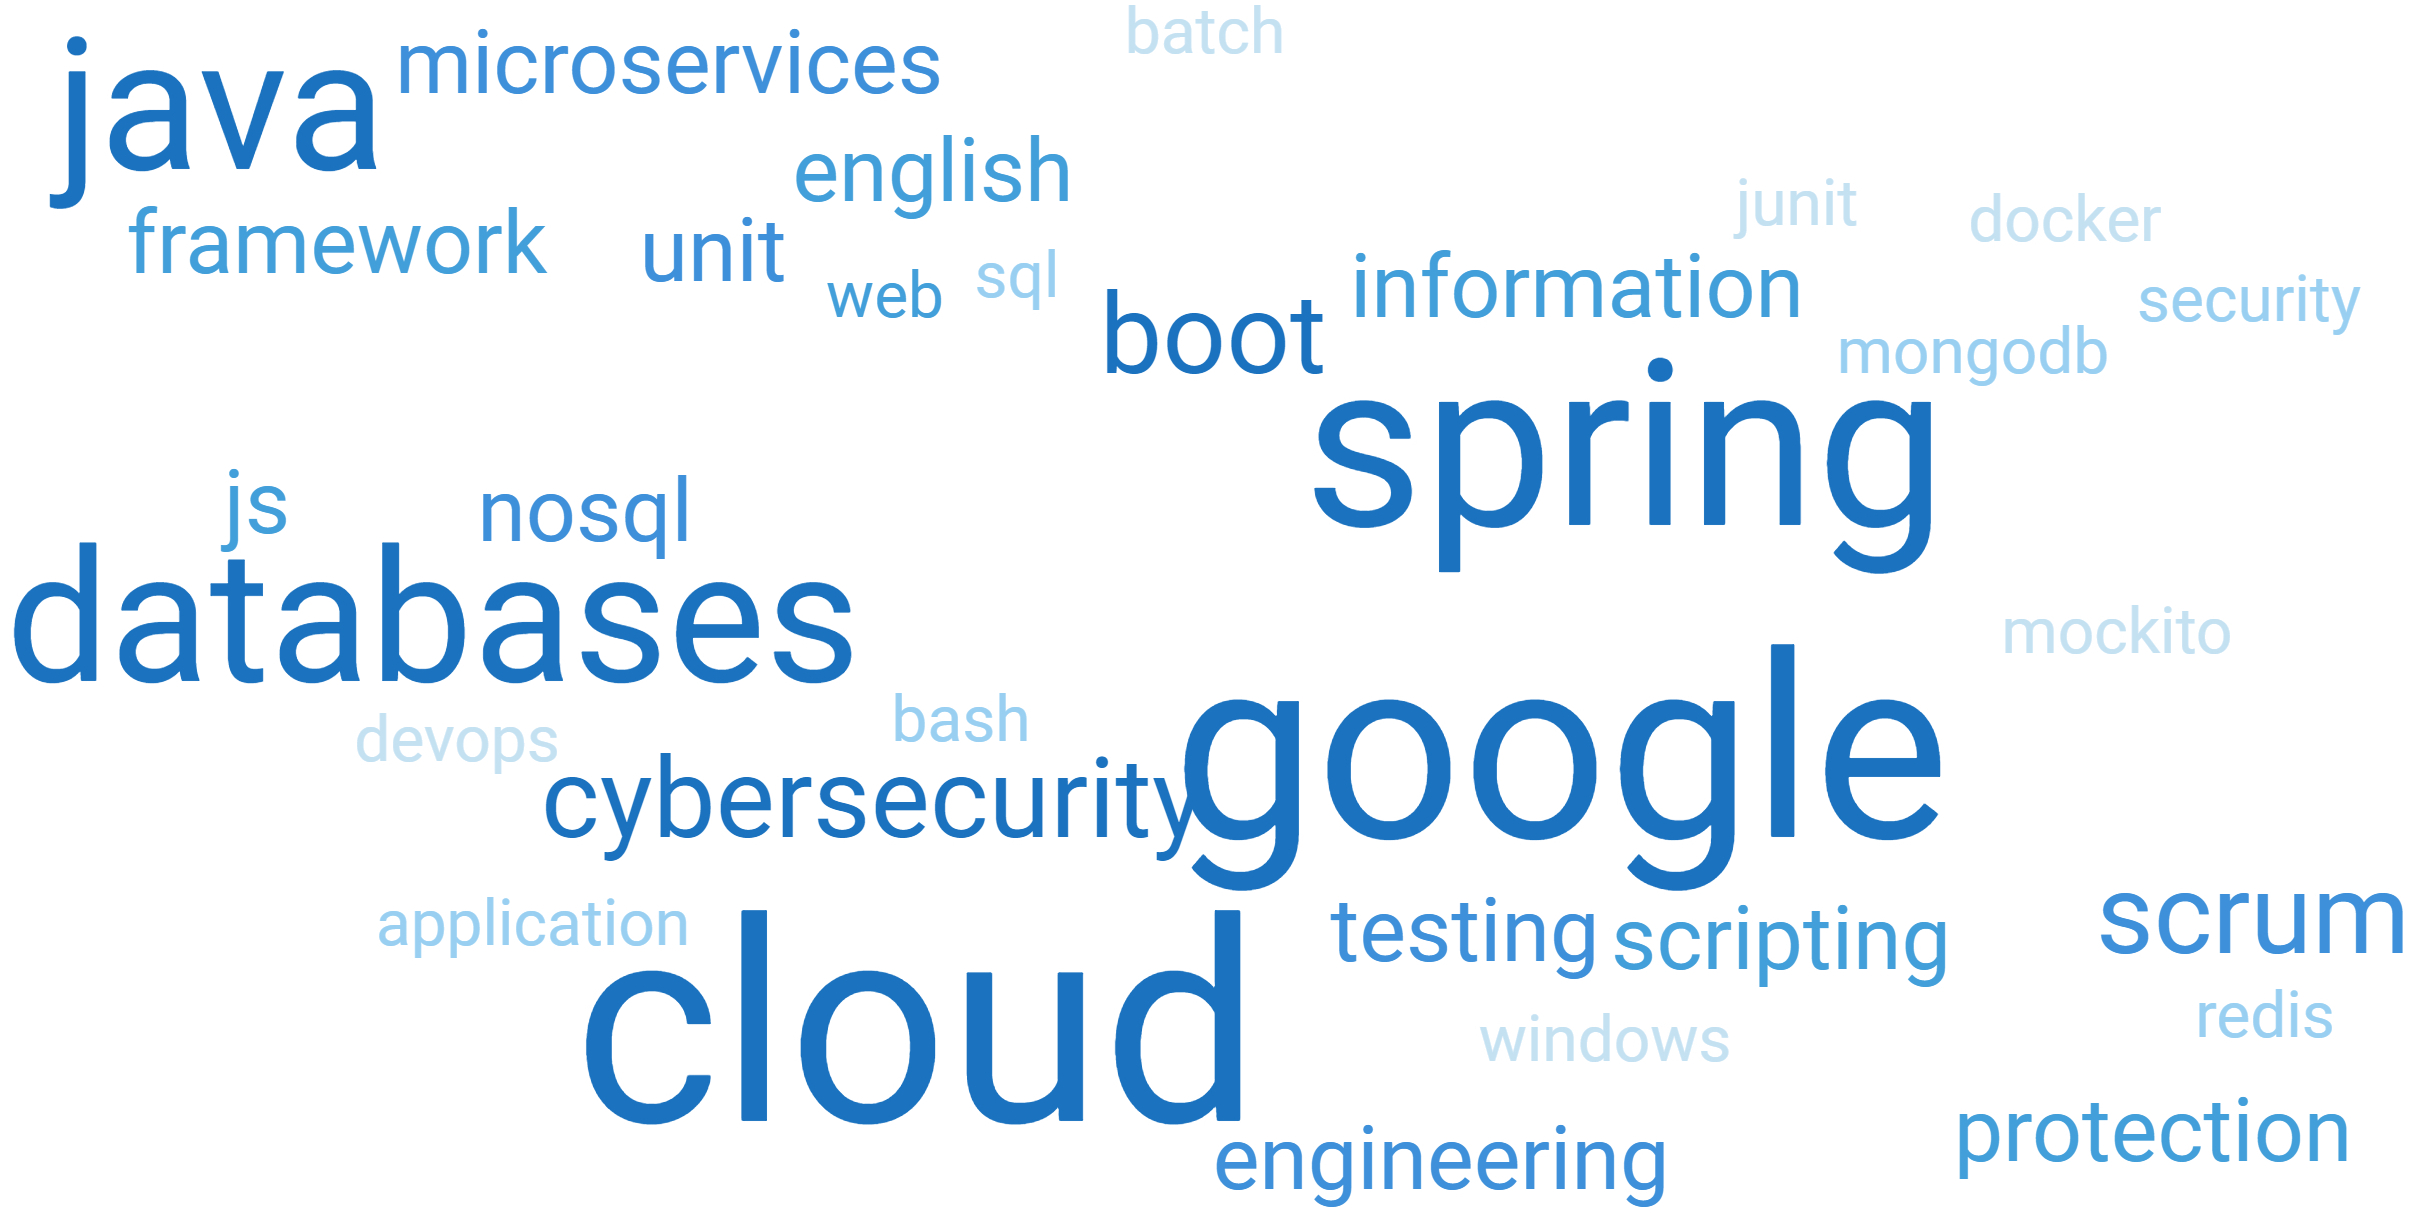 batch
java
microservices
english
junit
docker
framework
unit
web
sql
information
security
boot
mongodb
spring
js
nosql
databases
mockito
devops
bash
google
cybersecurity
application
testing
scripting
scrum
cloud
windows
redis
engineering
protection